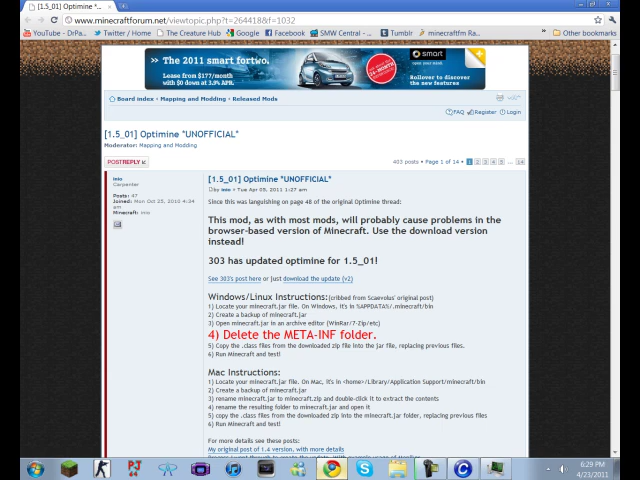 [1.5_01] Optimine "...
www.minecraftforum.net/viewtopic.php?t=264418&f=1032
YouTube - DrPa... Twitter / Home The Creature Hub Google Facebook SMW Central - ... Tumblr minecraftfm Ra... » Other bookmarks
>> The 2011 smart fortwo.
Lease from $177/month
with $0 down at 3.9% APR.
smart
open your mind.
Rollover to discover
the new features
Board index ‹ Mapping and Modding ‹ Released Mods
FAQ Register Login
[1.5_01] Optimine "UNOFFICIAL"
Moderator: Mapping and Modding
POSTREPLY
403 posts • Page 1 of 14 • 1 2 3 4 5 ... 14
inio
Carpenter
Posts: 47
Joined: Mon Oct 25, 2010 4:34
am
Minecraft: inio
[1.5_01] Optimine "UNOFFICIAL"
by inio » Tue Apr 05, 2011 1:27 am
Since this was languishing on page 48 of the original Optimine thread:
This mod, as with most mods, will probably cause problems in the
browser-based version of Minecraft. Use the download version
instead!
303 has updated optimine for 1.5_01!
See 303's post here or just download the update (v2)
Windows/Linux Instructions:(cribbed from Scaevolus' original post)
1) Locate your minecraft.jar file. On Windows, it's in %APPDATA%/.minecraft/bin
2) Create a backup of minecraft.jar
3) Open minecraft.jar in an archive editor (WinRar/7-Zip/etc)
4) Delete the META-INF folder.
5) Copy the .class files from the downloaded zip file into the jar file, replacing previous files.
6) Run Minecraft and test!
Mac Instructions:
1) Locate your minecraft.jar file. On Mac, it's in <home>/Library/Application Support/minecraft/bin
2) Create a backup of minecraft.jar
3) rename minecraft.jar to minecraft.zip and double-click it to extract the contents
4) rename the resulting folder to minecraft.jar and open it
5) copy the .class files from the downloaded zip into the minecraft.jar folder, replacing previous files
6) Run Minecraft and test!
For more details see these posts:
My original post of 1.4 version, with more details
6:29 PM
4/23/2011